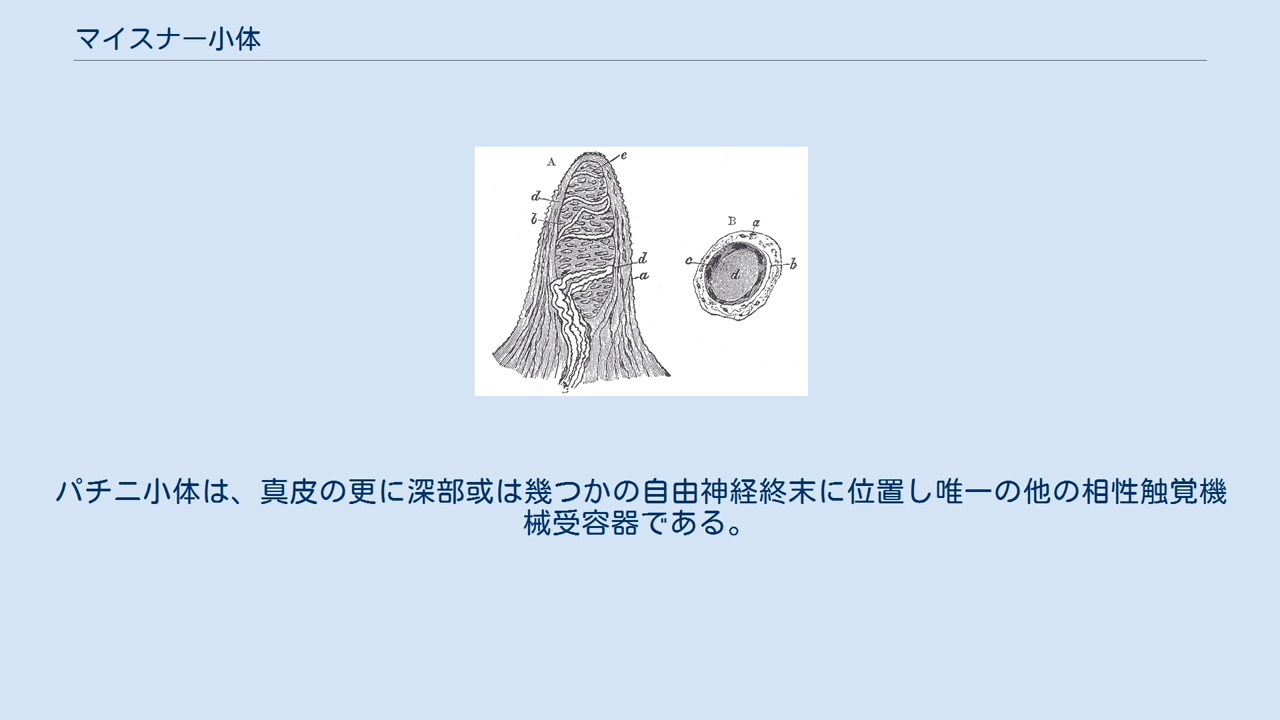 マイスナー小体
A
e
d
b
d
a
B
a
c
b
d
パチニ小体は、真皮の更に深部或は幾つかの自由神経終末に位置し唯一の他の相性触覚機
械受容器である。